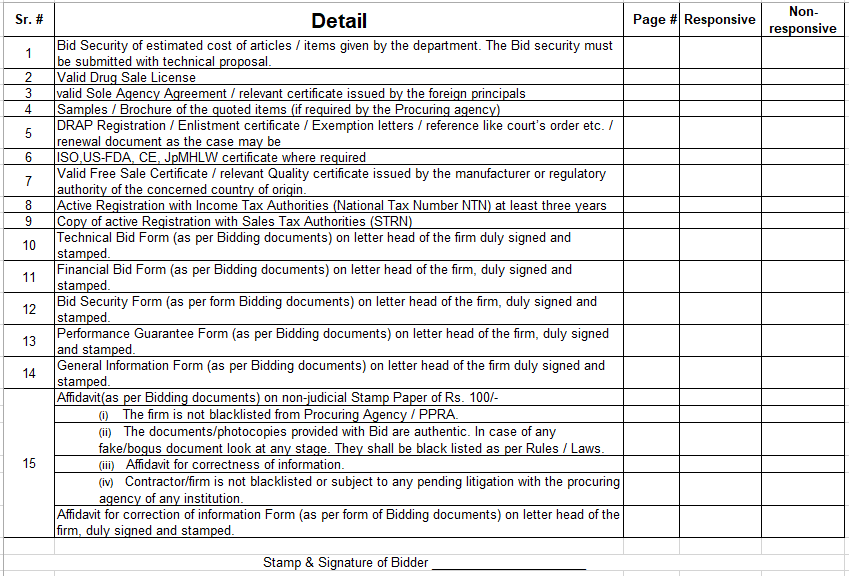 Sr. # Detail Page # Responsive Non-
responsive
1 Bid Security of estimated cost of articles / items given by the department. The Bid security must
be submitted with technical proposal.
2 Valid Drug Sale License
3 valid Sole Agency Agreement / relevant certificate issued by the foreign principals
4 Samples / Brochure of the quoted items (if required by the Procuring agency)
5 DRAP Registration / Enlistment certificate / Exemption letters / reference like court's order etc. /
renewal document as the case may be
6 ISO,US-FDA, CE, JpMHLW certificate where required
7 Valid Free Sale Certificate / relevant Quality certificate issued by the manufacturer or regulatory
authority of the concerned country of origin.
8 Active Registration with Income Tax Authorities (National Tax Number NTN) at least three years
9 Copy of active Registration with Sales Tax Authorities (STRN)
10 Technical Bid Form (as per Bidding documents) on letter head of the firm duly signed and
stamped.
11 Financial Bid Form (as per Bidding documents) on letter head of the firm, duly signed and
stamped.
12 Bid Security Form (as per form Bidding documents) on letter head of the firm, duly signed and
stamped.
13 Performance Guarantee Form (as per Bidding documents) on letter head of the firm, duly signed
and stamped.
14 General Information Form (as per Bidding documents) on letter head of the firm duly signed and
stamped.
15 Affidavit(as per Bidding documents) on non-judicial Stamp Paper of Rs. 100/-
(i) The firm is not blacklisted from Procuring Agency / PPRA.
(ii) The documents/photocopies provided with Bid are authentic. In case of any
fake/bogus document look at any stage. They shall be black listed as per Rules / Laws.
(iii) Affidavit for correctness of information.
(iv) Contractor/firm is not blacklisted or subject to any pending litigation with the procuring
agency of any institution.
Affidavit for correction of information Form (as per form of Bidding documents) on letter head of the
firm, duly signed and stamped.
Stamp & Signature of Bidder ____________________